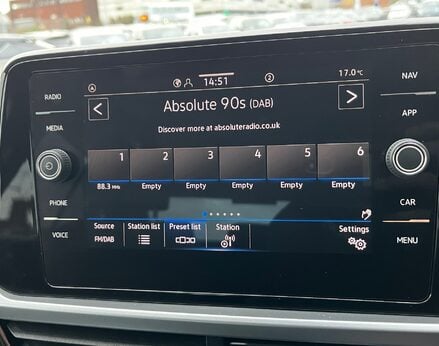 RADIO
MEDIA
PHONE
VOICE
14:51
2
17.0°C
Absolute 90s (DAB)
Discover more at absoluteradio.co.uk
1 2 3 4 5 6
88.3 MHz Empty Empty Empty Empty Empty
Source Station list Preset list Station Settings
FM/DAB
NAV
APP
CAR
MENU